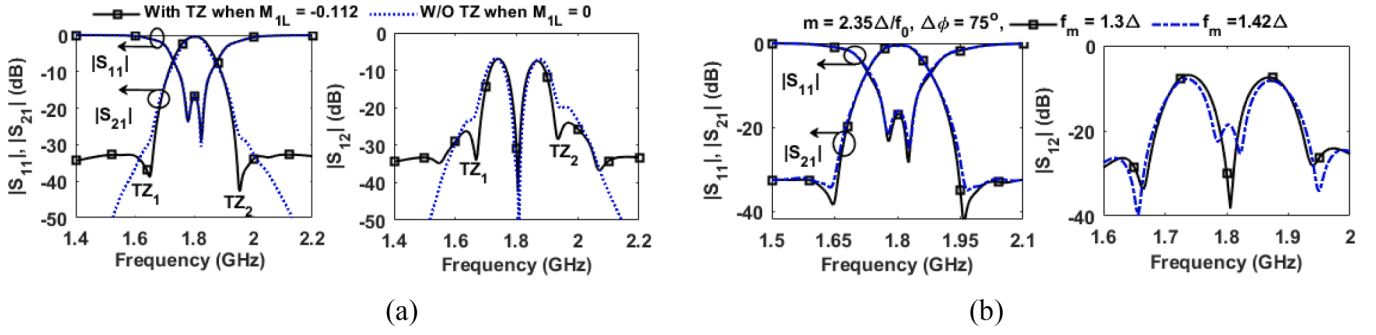 With TZ when M1L = -0.112 W/O TZ when M1L = 0
|S11|, |S21| (dB)
0
-10
-20
-30
-40
-50
|S11|
|S21|
TZ1
TZ2
1.4 1.6 1.8 2 2.2
Frequency (GHz)
|S12| (dB)
0
-10
-20
-30
-40
-50
TZ1
TZ2
1.4 1.6 1.8 2 2.2
Frequency (GHz)
(a)
m = 2.35Δ/f0, Δϕ = 75°, fm = 1.3Δ fm =1.42Δ
|S11|, |S21| (dB)
0
-20
-40
|S11|
|S21|
1.5 1.65 1.8 1.95 2.1
Frequency (GHz)
|S12| (dB)
0
-20
-40
1.6 1.7 1.8 1.9 2
Frequency (GHz)
(b)